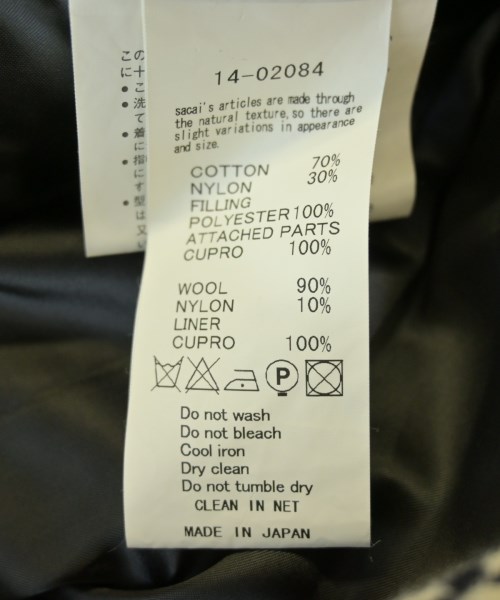 14-02084
sacai's articles are made through
the natural texture, so there are
slight variations in appearance
and size.
COTTON 70%
NYLON 30%
FILLING
POLYESTER 100%
ATTACHED PARTS
CUPRO 100%
WOOL 90%
NYLON 10%
LINER
CUPRO 100%
P
Do not wash
Do not bleach
Cool iron
Dry clean
Do not tumble dry
CLEAN IN NET
MADE IN JAPAN